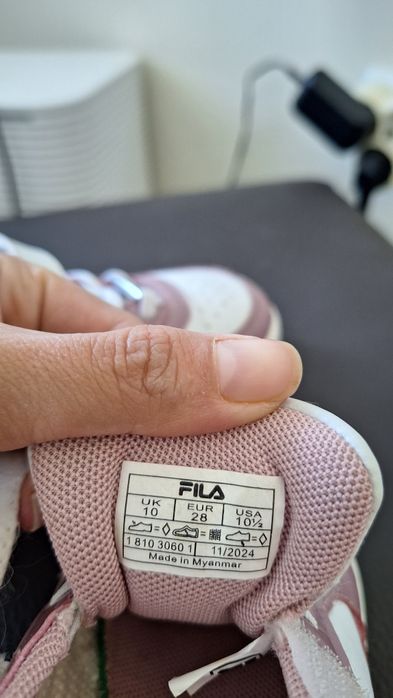 FILA
UK EUR USA
10 28 10½
1 810 3060 1 11/2024
Made in Myanmar